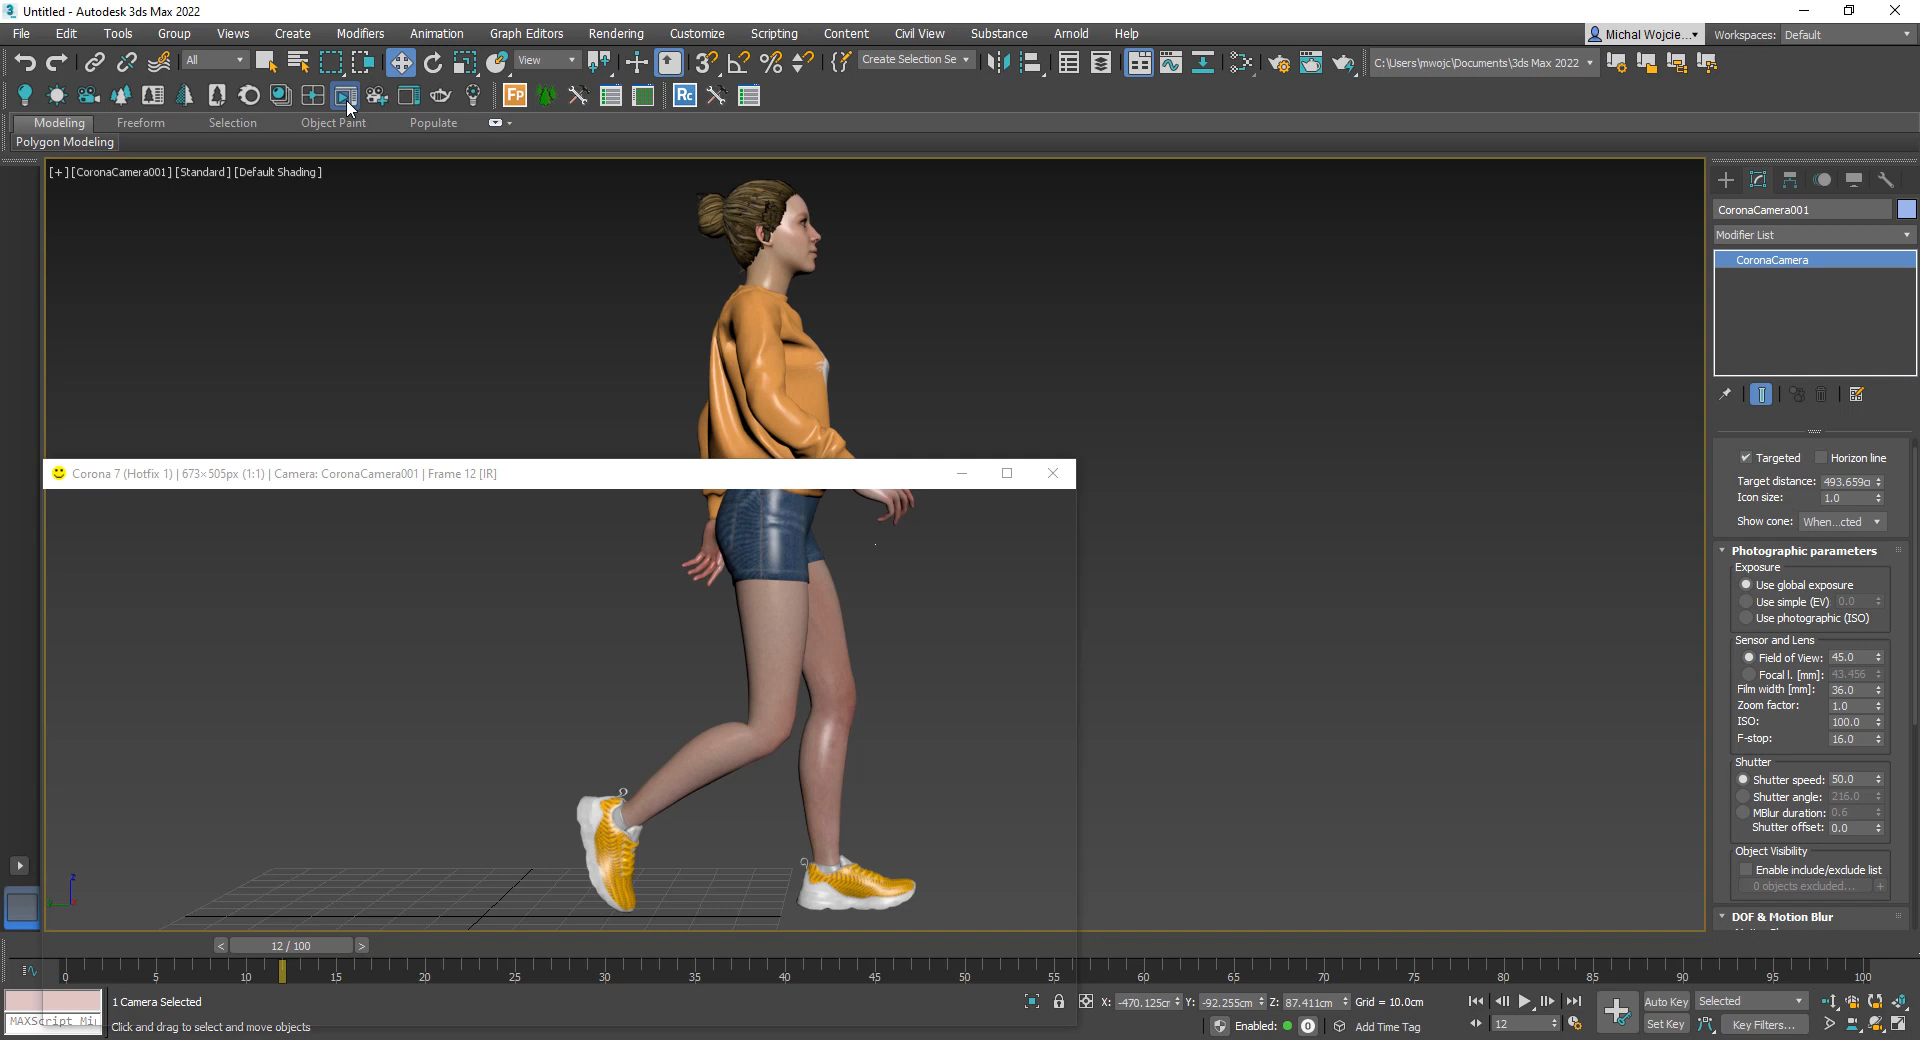 Untitled - Autodesk 3ds Max 2022
File Edit Tools Group Views Create Modifiers Animation Graph Editors Rendering Customize Scripting Content Civil View Substance Arnold Help
Michal Wojcie... Workspaces: Default
All View Create Selection Se C:\Users\mwojc\Documents\3ds Max 2022
FP Rc
Modeling Freeform Selection Object Paint Populate
Polygon Modeling
[+] [CoronaCamera001] [Standard] [Default Shading]
CoronaCamera001
Modifier List
CoronaCamera
Corona 7 (Hotfix 1) | 673×505px (1:1) | Camera: CoronaCamera001 | Frame 12 [IR]
Targeted Horizon line
Target distance: 493.659c
Icon size: 1.0
Show cone: When...cted
Photographic parameters
Exposure
Use global exposure
Use simple (EV) 0.0
Use photographic (ISO)
Sensor and Lens
Field of View: 45.0
Focal l. [mm]: 43.456
Film width [mm]: 36.0
Zoom factor: 1.0
ISO: 100.0
F-stop: 16.0
Shutter
Shutter speed: 50.0
Shutter angle: 216.0
MBlur duration: 0.6
Shutter offset: 0.0
Object Visibility
Enable include/exclude list
0 objects excluded... +
DOF & Motion Blur
< 12 / 100 >
0 5 10 15 20 25 30 35 40 45 50 55 60 65 70 75 80 85 90 95 100
1 Camera Selected
X: -470.125cm Y: -92.255cm Z: 87.411cm Grid = 10.0cm
Auto Key Selected
MAXScript Mi
Click and drag to select and move objects
Enabled: 0 Add Time Tag
12 Set Key Key Filters...